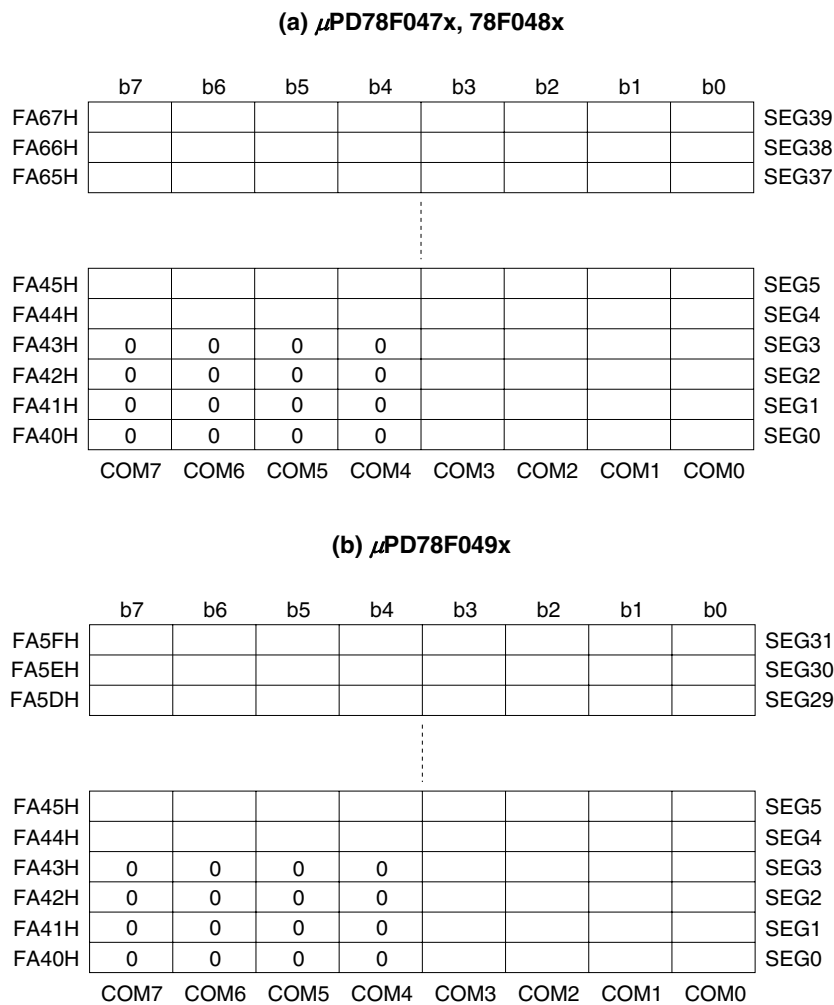 (a) μPD78F047x, 78F048x
b7 b6 b5 b4 b3 b2 b1 b0
FA67H SEG39
FA66H SEG38
FA65H SEG37
FA45H SEG5
FA44H SEG4
FA43H 0 0 0 0 SEG3
FA42H 0 0 0 0 SEG2
FA41H 0 0 0 0 SEG1
FA40H 0 0 0 0 SEG0
COM7 COM6 COM5 COM4 COM3 COM2 COM1 COM0
(b) μPD78F049x
b7 b6 b5 b4 b3 b2 b1 b0
FA5FH SEG31
FA5EH SEG30
FA5DH SEG29
FA45H SEG5
FA44H SEG4
FA43H 0 0 0 0 SEG3
FA42H 0 0 0 0 SEG2
FA41H 0 0 0 0 SEG1
FA40H 0 0 0 0 SEG0
COM7 COM6 COM5 COM4 COM3 COM2 COM1 COM0